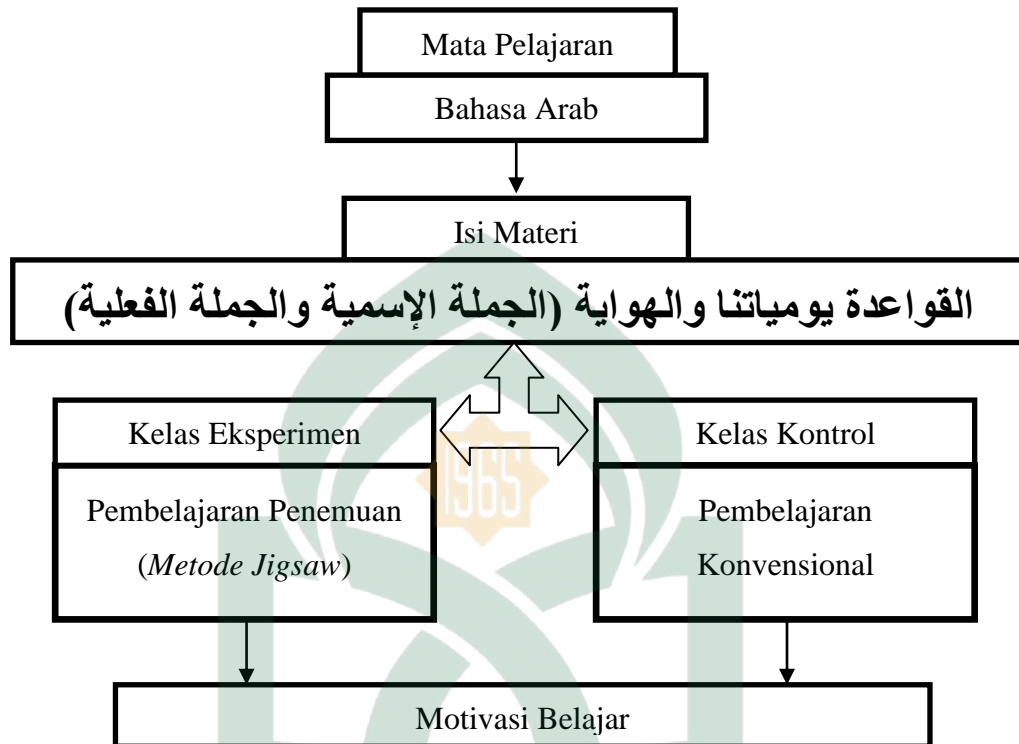 Mata Pelajaran
Bahasa Arab
Isi Materi
القواعدة يومياتنا والهواية (الجملة الإسمية والجملة الفعلية)
Kelas Eksperimen
Pembelajaran Penemuan
(Metode Jigsaw)
Kelas Kontrol
Pembelajaran
Konvensional
1965
Motivasi Belajar